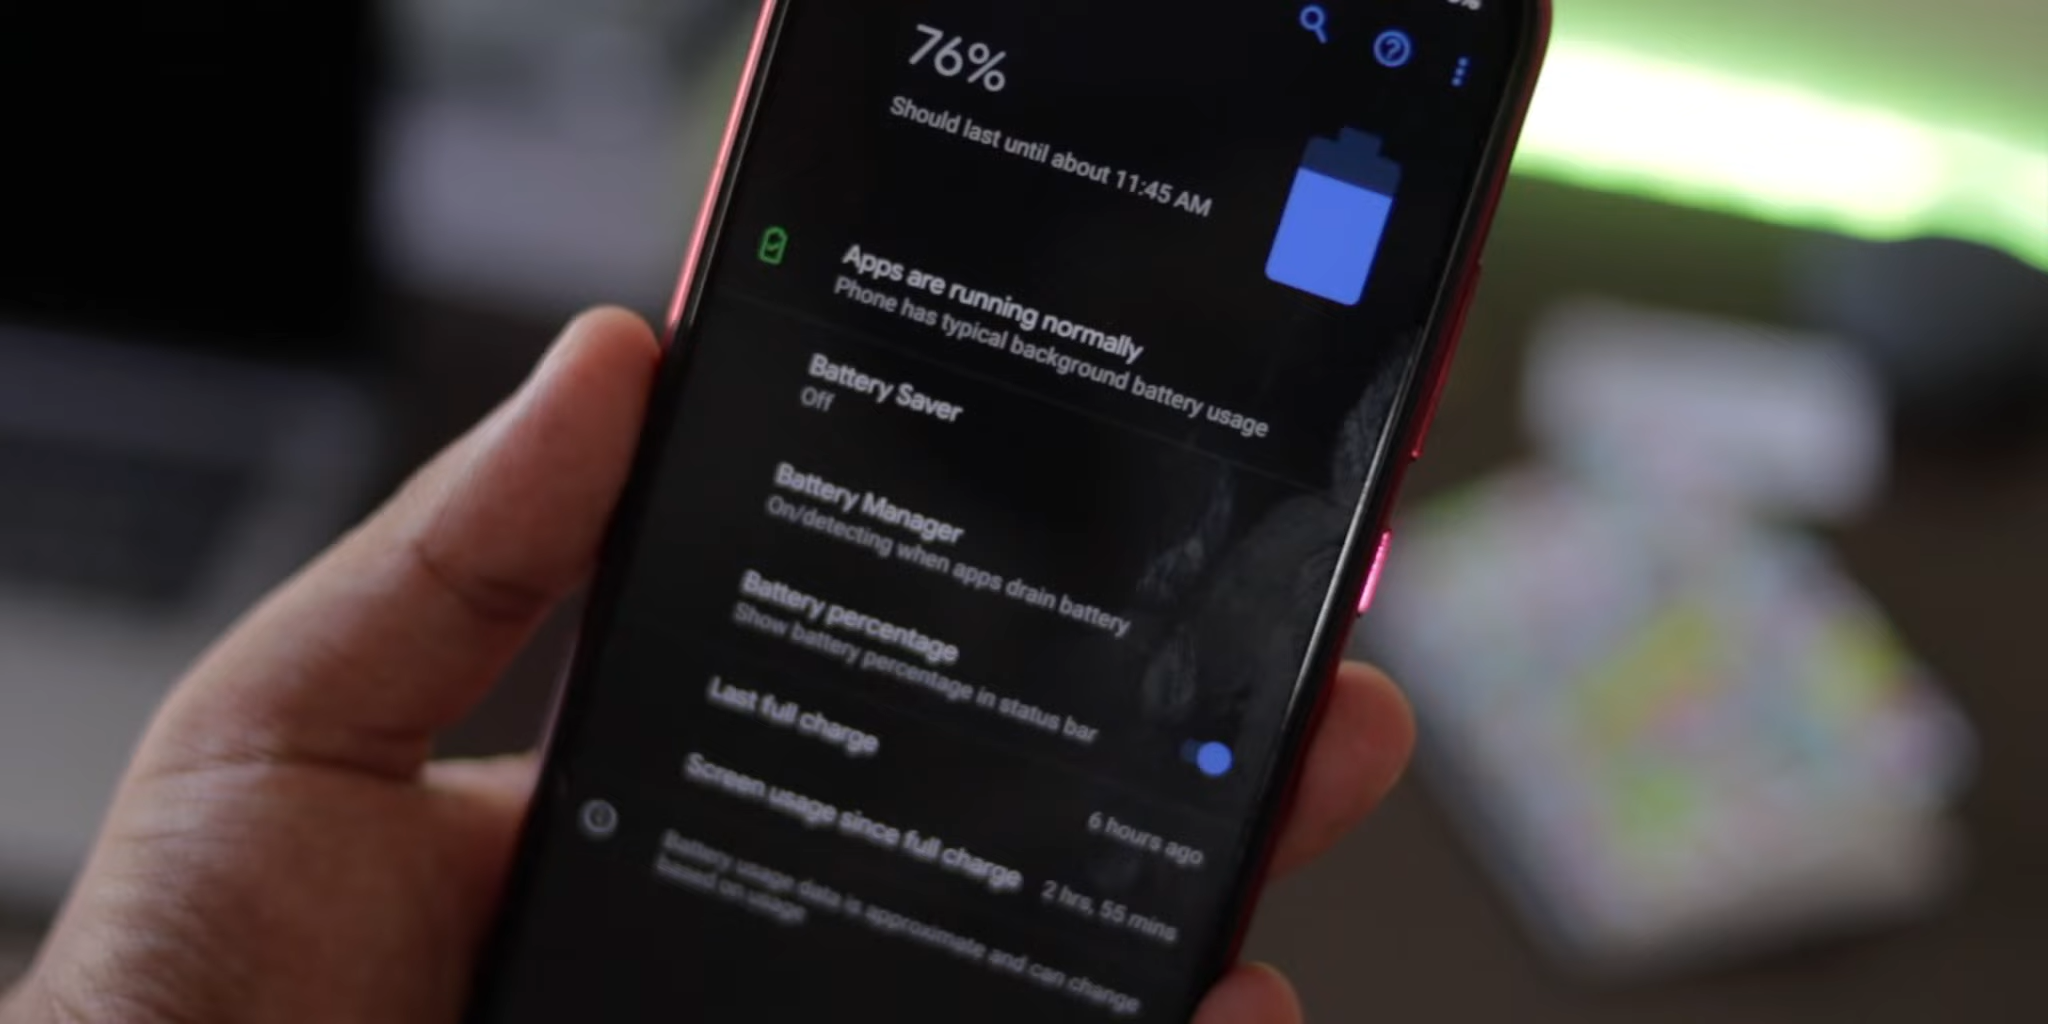 76%
Should last until about 11:45 AM
Apps are running normally
Phone has typical background battery usage
Battery Saver
Off
Battery Manager
On/detecting when apps drain battery
Battery percentage
Show battery percentage in status bar
Last full charge
6 hours ago
Screen usage since full charge
2 hrs, 55 mins
Battery usage data is approximate and can change
based on usage